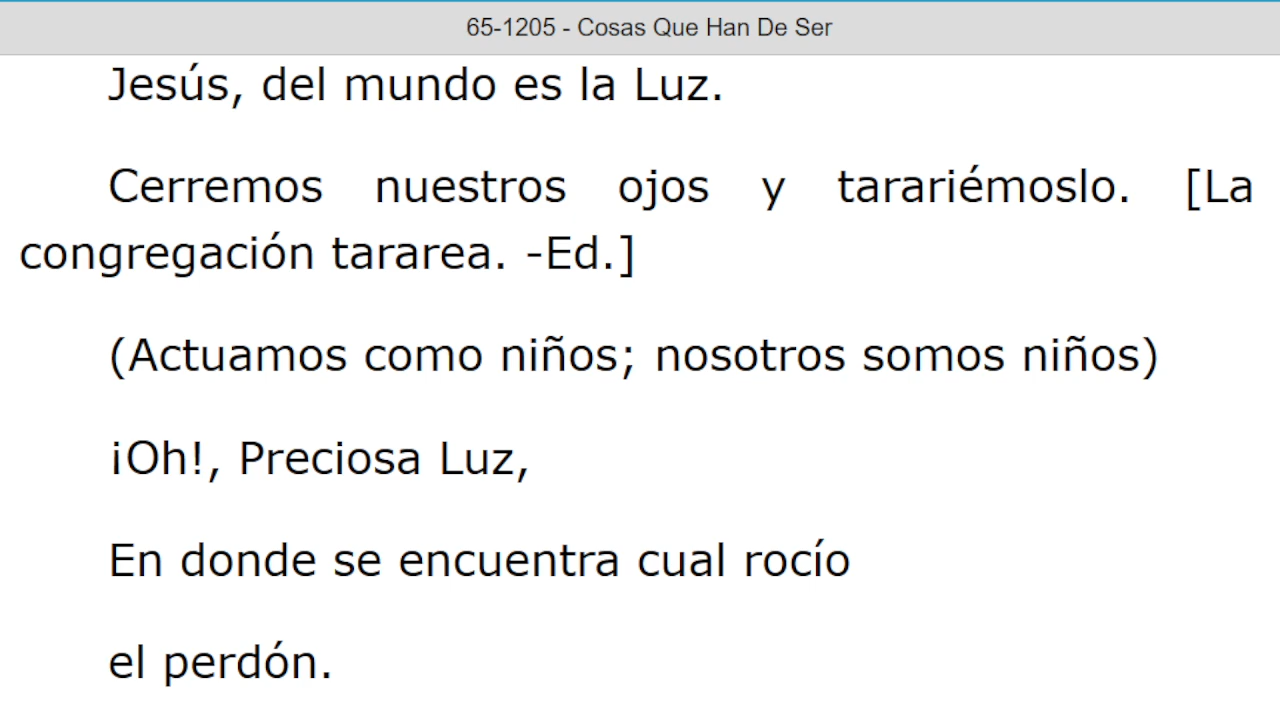 65-1205 - Cosas Que Han De Ser
Jesús, del mundo es la Luz.
Cerremos nuestros ojos y tarariémoslo. [La
congregación tararea. -Ed.]
(Actuamos como niños; nosotros somos niños)
¡Oh!, Preciosa Luz,
En donde se encuentra cual rocío
el perdón.